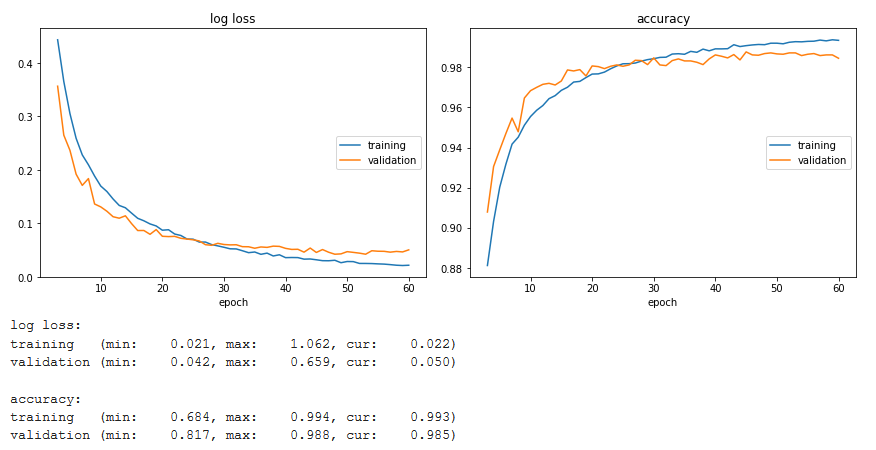 log loss
0.4
0.3
0.2
0.1
0.0
10
20
30
40
50
60
epoch
training
validation
accuracy
0.98
0.96
0.94
0.92
0.90
0.88
10
20
30
40
50
60
epoch
training
validation
log loss:
training   (min:    0.021, max:    1.062, cur:    0.022)
validation (min:    0.042, max:    0.659, cur:    0.050)
accuracy:
training   (min:    0.684, max:    0.994, cur:    0.993)
validation (min:    0.817, max:    0.988, cur:    0.985)